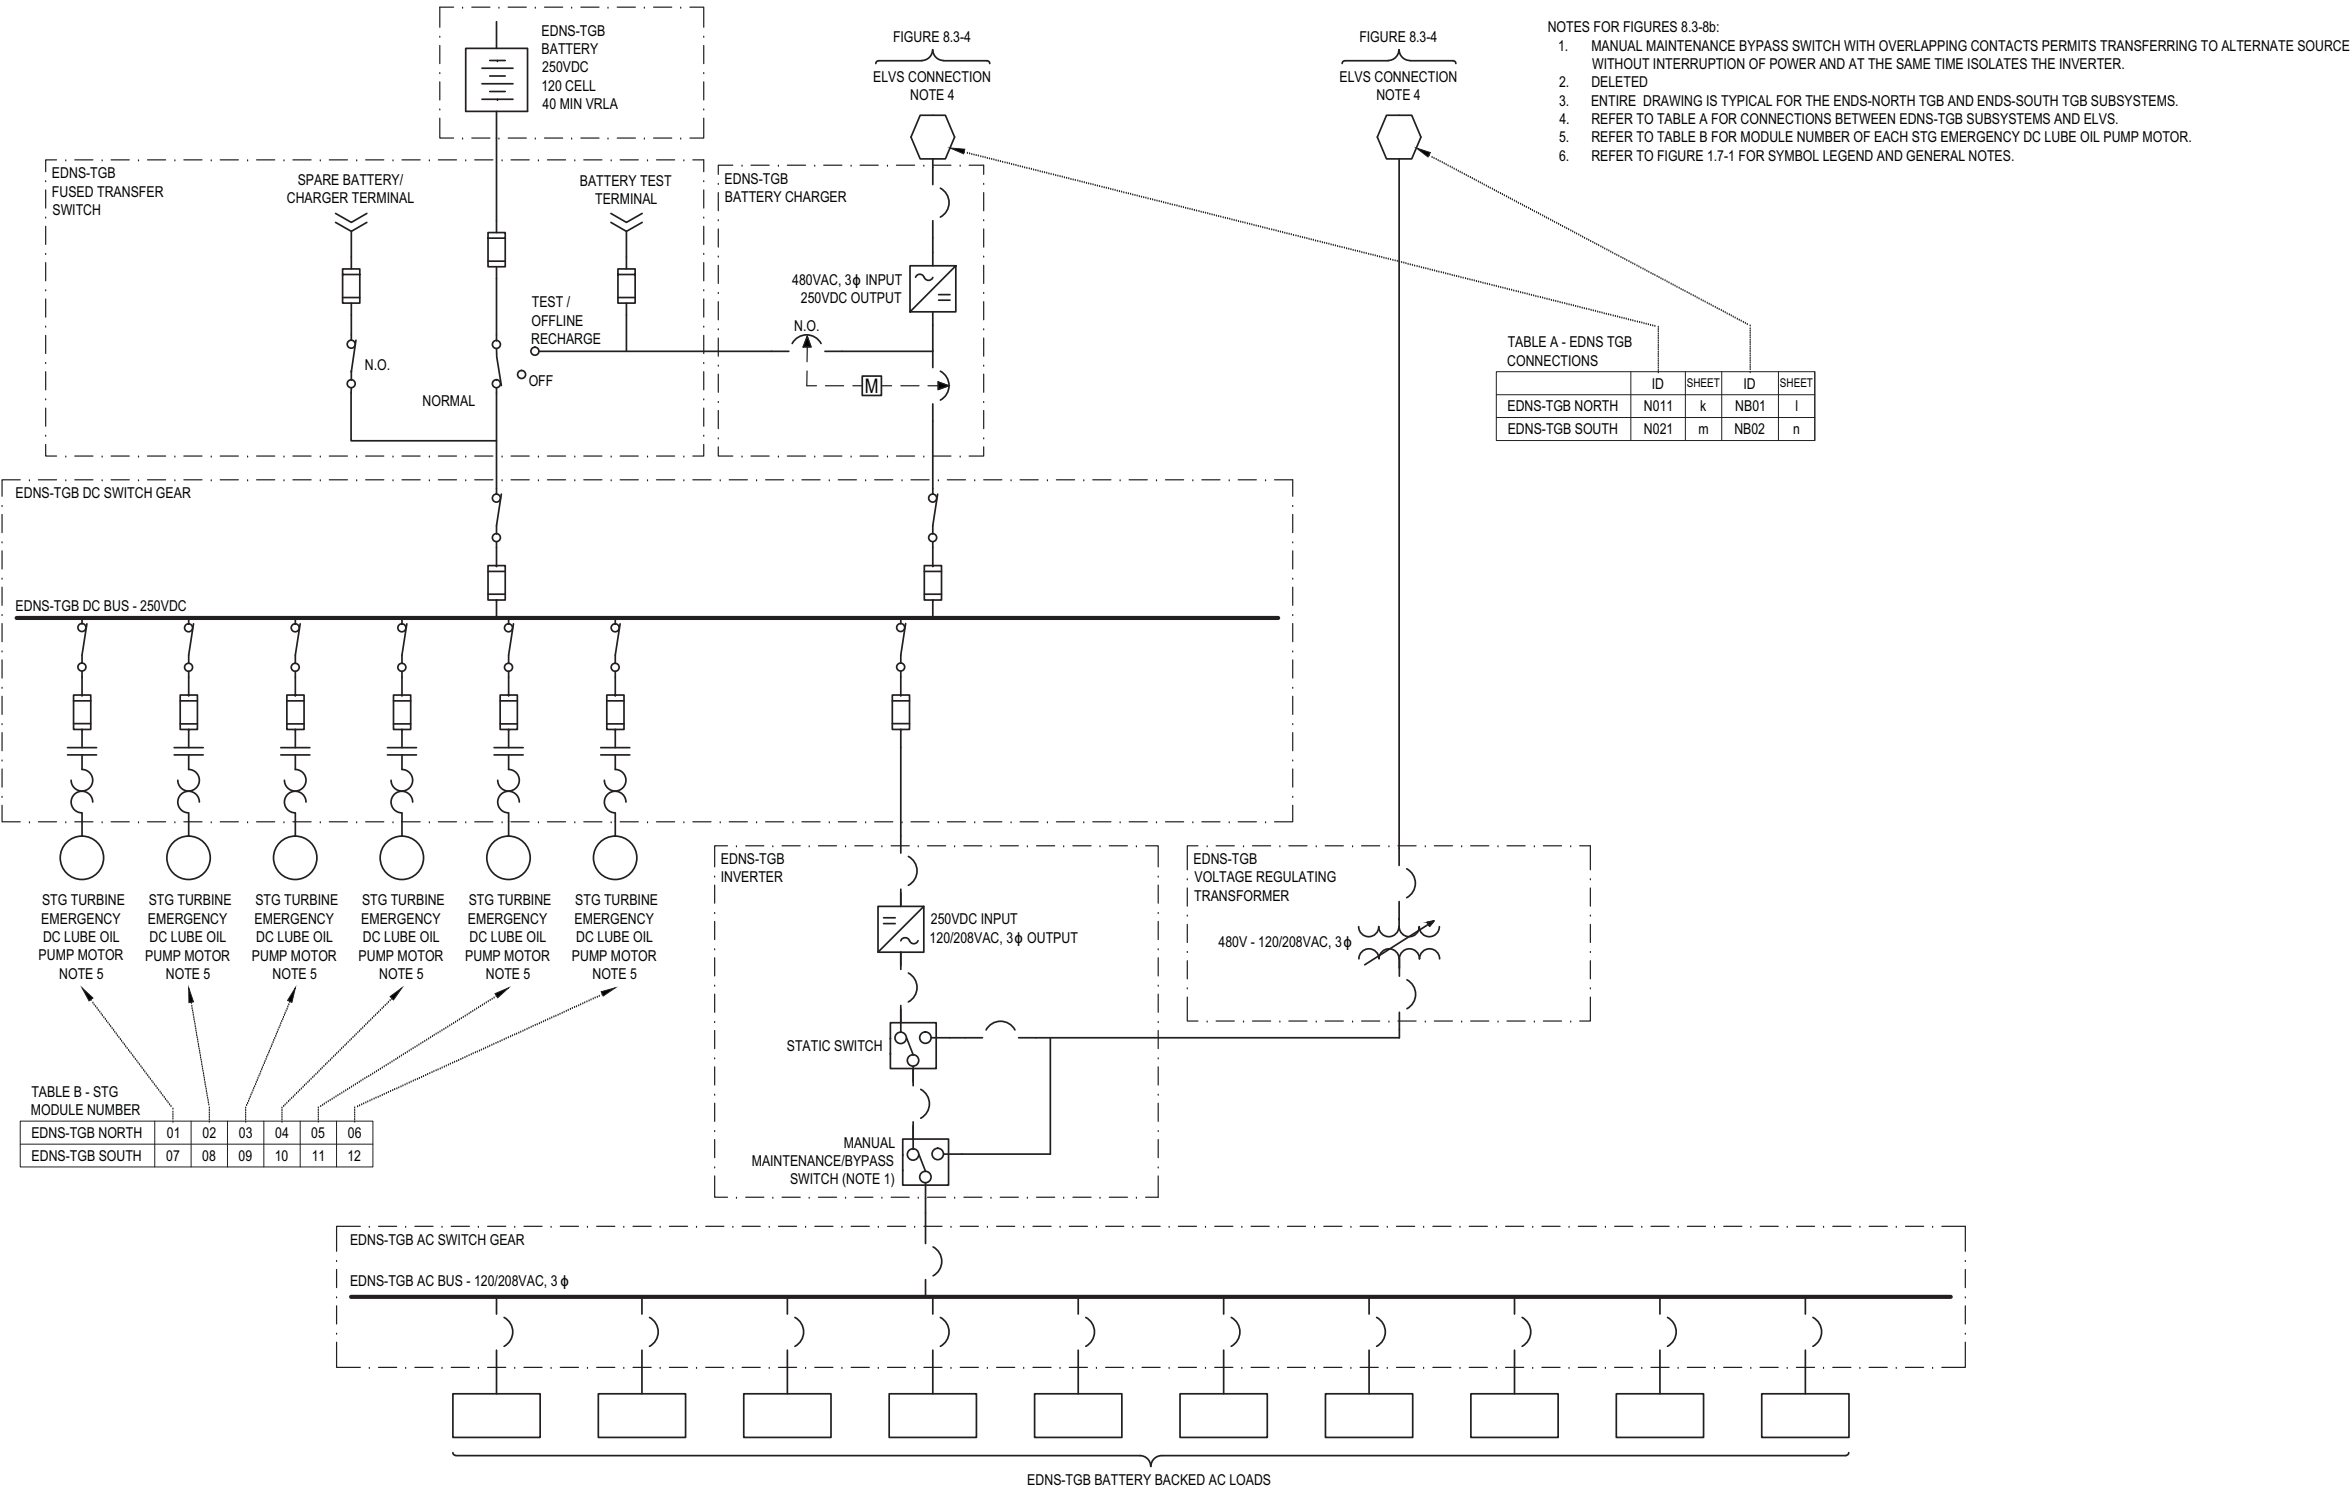 EDNS-TGB
BATTERY
250VDC
120 CELL
40 MIN VRLA
FIGURE 8.3-4
ELVS CONNECTION
NOTE 4
FIGURE 8.3-4
ELVS CONNECTION
NOTE 4
NOTES FOR FIGURES 8.3-8b:
1. MANUAL MAINTENANCE BYPASS SWITCH WITH OVERLAPPING CONTACTS PERMITS TRANSFERRING TO ALTERNATE SOURCE
WITHOUT INTERRUPTION OF POWER AND AT THE SAME TIME ISOLATES THE INVERTER.
2. DELETED
3. ENTIRE DRAWING IS TYPICAL FOR THE ENDS-NORTH TGB AND ENDS-SOUTH TGB SUBSYSTEMS.
4. REFER TO TABLE A FOR CONNECTIONS BETWEEN EDNS-TGB SUBSYSTEMS AND ELVS.
5. REFER TO TABLE B FOR MODULE NUMBER OF EACH STG EMERGENCY DC LUBE OIL PUMP MOTOR.
6. REFER TO FIGURE 1.7-1 FOR SYMBOL LEGEND AND GENERAL NOTES.
EDNS-TGB
FUSED TRANSFER
SWITCH
SPARE BATTERY/
CHARGER TERMINAL
BATTERY TEST
TERMINAL
EDNS-TGB
BATTERY CHARGER
480VAC, 3ϕ INPUT
250VDC OUTPUT
TEST /
OFFLINE
RECHARGE
N.O.
N.O.
OFF
M
NORMAL
TABLE A - EDNS TGB
CONNECTIONS
ID SHEET ID SHEET
EDNS-TGB NORTH N011 k NB01 l
EDNS-TGB SOUTH N021 m NB02 n
EDNS-TGB DC SWITCH GEAR
EDNS-TGB DC BUS - 250VDC
STG TURBINE
EMERGENCY
DC LUBE OIL
PUMP MOTOR
NOTE 5
STG TURBINE
EMERGENCY
DC LUBE OIL
PUMP MOTOR
NOTE 5
STG TURBINE
EMERGENCY
DC LUBE OIL
PUMP MOTOR
NOTE 5
STG TURBINE
EMERGENCY
DC LUBE OIL
PUMP MOTOR
NOTE 5
STG TURBINE
EMERGENCY
DC LUBE OIL
PUMP MOTOR
NOTE 5
STG TURBINE
EMERGENCY
DC LUBE OIL
PUMP MOTOR
NOTE 5
EDNS-TGB
INVERTER
250VDC INPUT
120/208VAC, 3ϕ OUTPUT
EDNS-TGB
VOLTAGE REGULATING
TRANSFORMER
480V - 120/208VAC, 3ϕ
STATIC SWITCH
MANUAL
MAINTENANCE/BYPASS
SWITCH (NOTE 1)
TABLE B - STG
MODULE NUMBER
EDNS-TGB NORTH 01 02 03 04 05 06
EDNS-TGB SOUTH 07 08 09 10 11 12
EDNS-TGB AC SWITCH GEAR
EDNS-TGB AC BUS - 120/208VAC, 3 ϕ
EDNS-TGB BATTERY BACKED AC LOADS